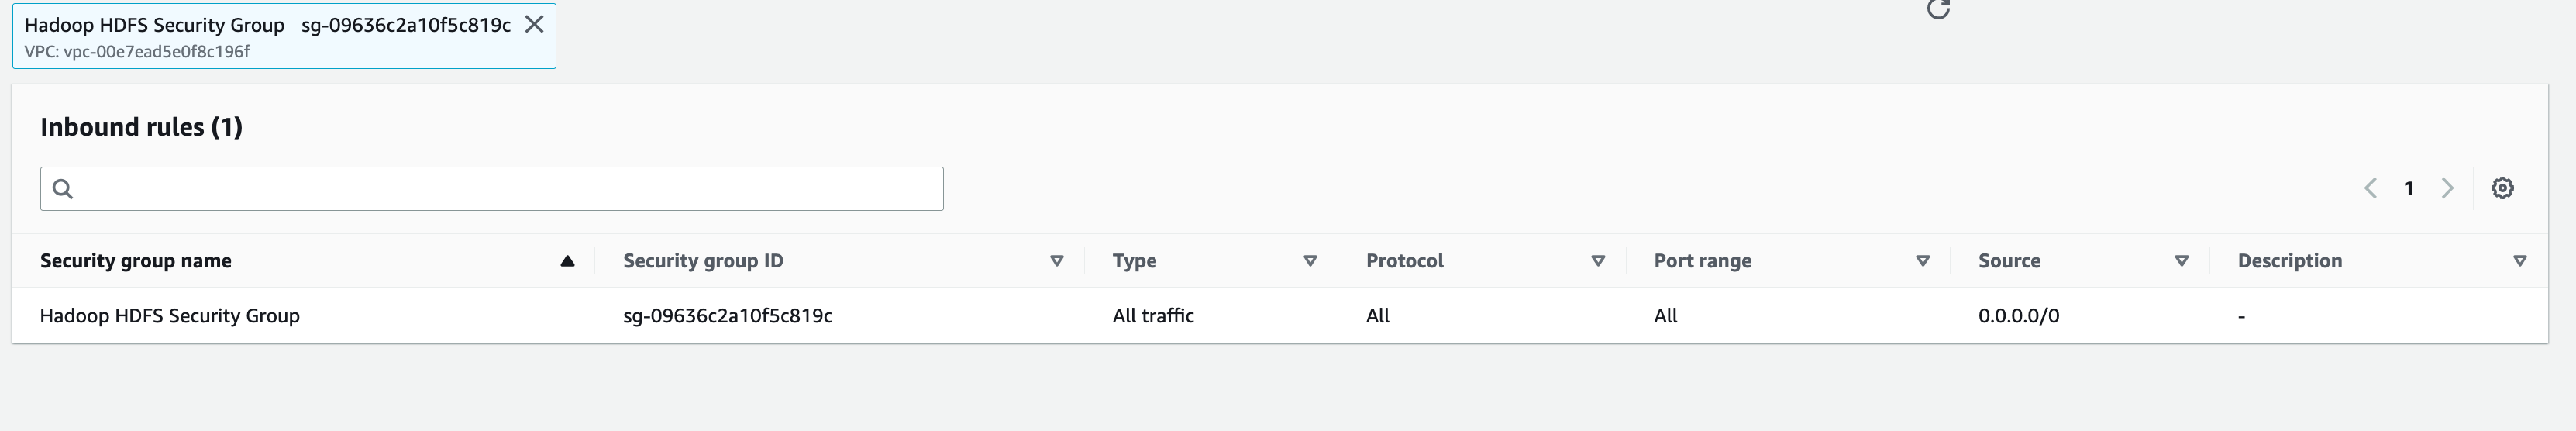 Hadoop HDFS Security Group sg-09636c2a10f5c819c
VPC: vpc-00e7ead5e0f8c196f
Inbound rules (1)
1
Security group name Security group ID Type Protocol Port range Source Description
Hadoop HDFS Security Group sg-09636c2a10f5c819c All traffic All All 0.0.0.0/0 -